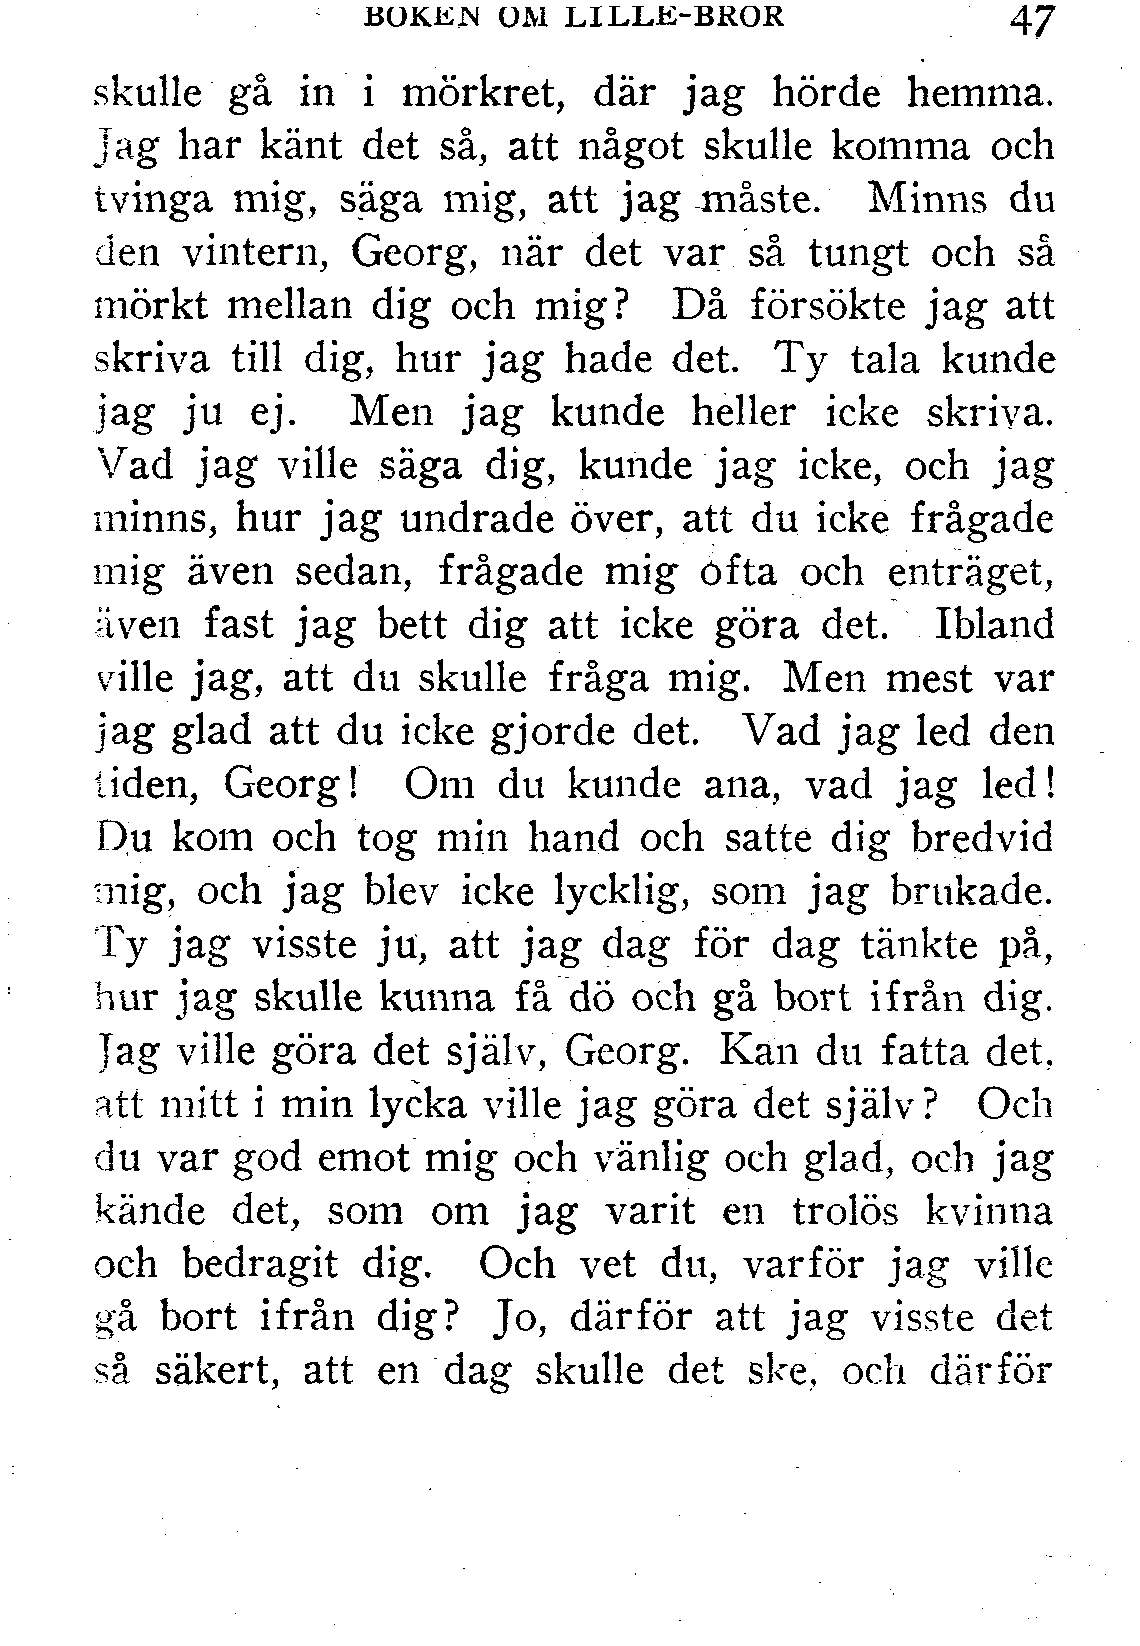 BOKEN OM LILLE-BROR 47
skulle gå in i mörkret, där jag hörde hemma.
Jag har känt det så, att något skulle komma och
tvinga mig, säga mig, att jag måste. Minns du
den vintern, Georg, när det var så tungt och så
mörkt mellan dig och mig? Då försökte jag att
skriva till dig, hur jag hade det. Ty tala kunde
jag ju ej. Men jag kunde heller icke skriva.
Vad jag ville säga dig, kunde jag icke, och jag
minns, hur jag undrade över, att du icke frågade
mig även sedan, frågade mig ofta och enträget,
även fast jag bett dig att icke göra det. Ibland
ville jag, att du skulle fråga mig. Men mest var
jag glad att du icke gjorde det. Vad jag led den
tiden, Georg! Om du kunde ana, vad jag led!
Du kom och tog min hand och satte dig bredvid
mig, och jag blev icke lycklig, som jag brukade.
Ty jag visste ju, att jag dag för dag tänkte på,
hur jag skulle kunna få dö och gå bort ifrån dig.
Jag ville göra det själv, Georg. Kan du fatta det,
att mitt i min lycka ville jag göra det själv? Och
du var god emot mig och vänlig och glad, och jag
kände det, som om jag varit en trolös kvinna
och bedragit dig. Och vet du, varför jag ville
gå bort ifrån dig? Jo, därför att jag visste det
så säkert, att en dag skulle det ske, och därför